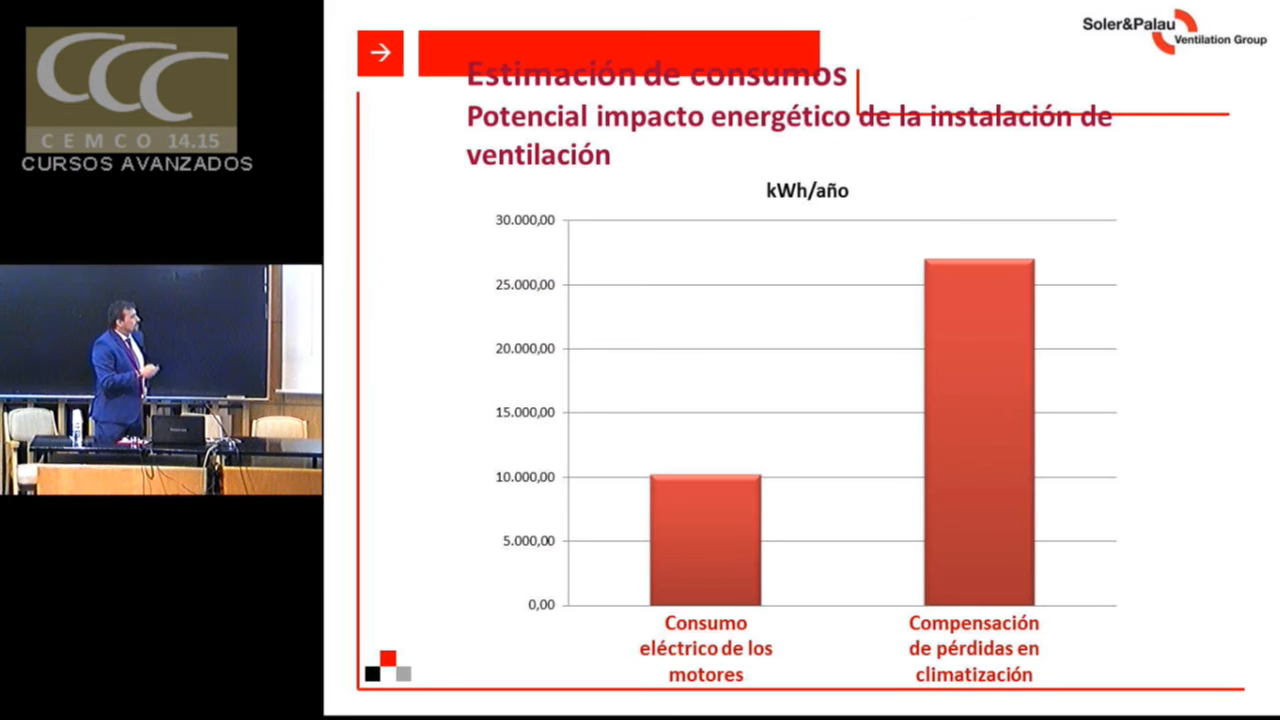 CCC
CEMCO 14.15
CURSOS AVANZADOS
Soler&Palau
Ventilation Group
Estimación de consumos
Potencial impacto energético de la instalación de
ventilación
kWh/año
30.000,00
25.000,00
20.000,00
15.000,00
10.000,00
5.000,00
0,00
Consumo
eléctrico de los
motores
Compensación
de pérdidas en
climatización